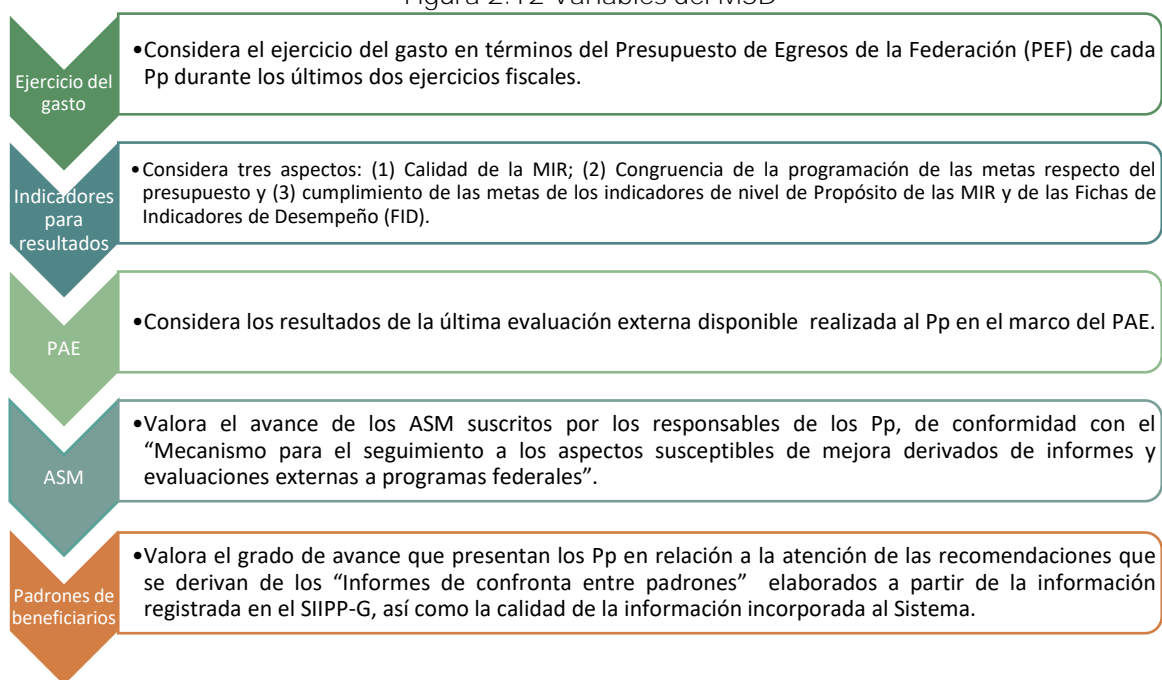 Figura 2.12 Variables del MSD
Ejercicio del
gasto
•Considera el ejercicio del gasto en términos del Presupuesto de Egresos de la Federación (PEF) de cada
Pp durante los últimos dos ejercicios fiscales.
Indicadores
para
resultados
•Considera tres aspectos: (1) Calidad de la MIR; (2) Congruencia de la programación de las metas respecto del
presupuesto y (3) cumplimiento de las metas de los indicadores de nivel de Propósito de las MIR y de las Fichas de
Indicadores de Desempeño (FID).
PAE
•Considera los resultados de la última evaluación externa disponible realizada al Pp en el marco del PAE.
ASM
•Valora el avance de los ASM suscritos por los responsables de los Pp, de conformidad con el
“Mecanismo para el seguimiento a los aspectos susceptibles de mejora derivados de informes y
evaluaciones externas a programas federales”.
Padrones de
beneficiarios
•Valora el grado de avance que presentan los Pp en relación a la atención de las recomendaciones que
se derivan de los “Informes de confronta entre padrones” elaborados a partir de la información
registrada en el SIIPP-G, así como la calidad de la información incorporada al Sistema.